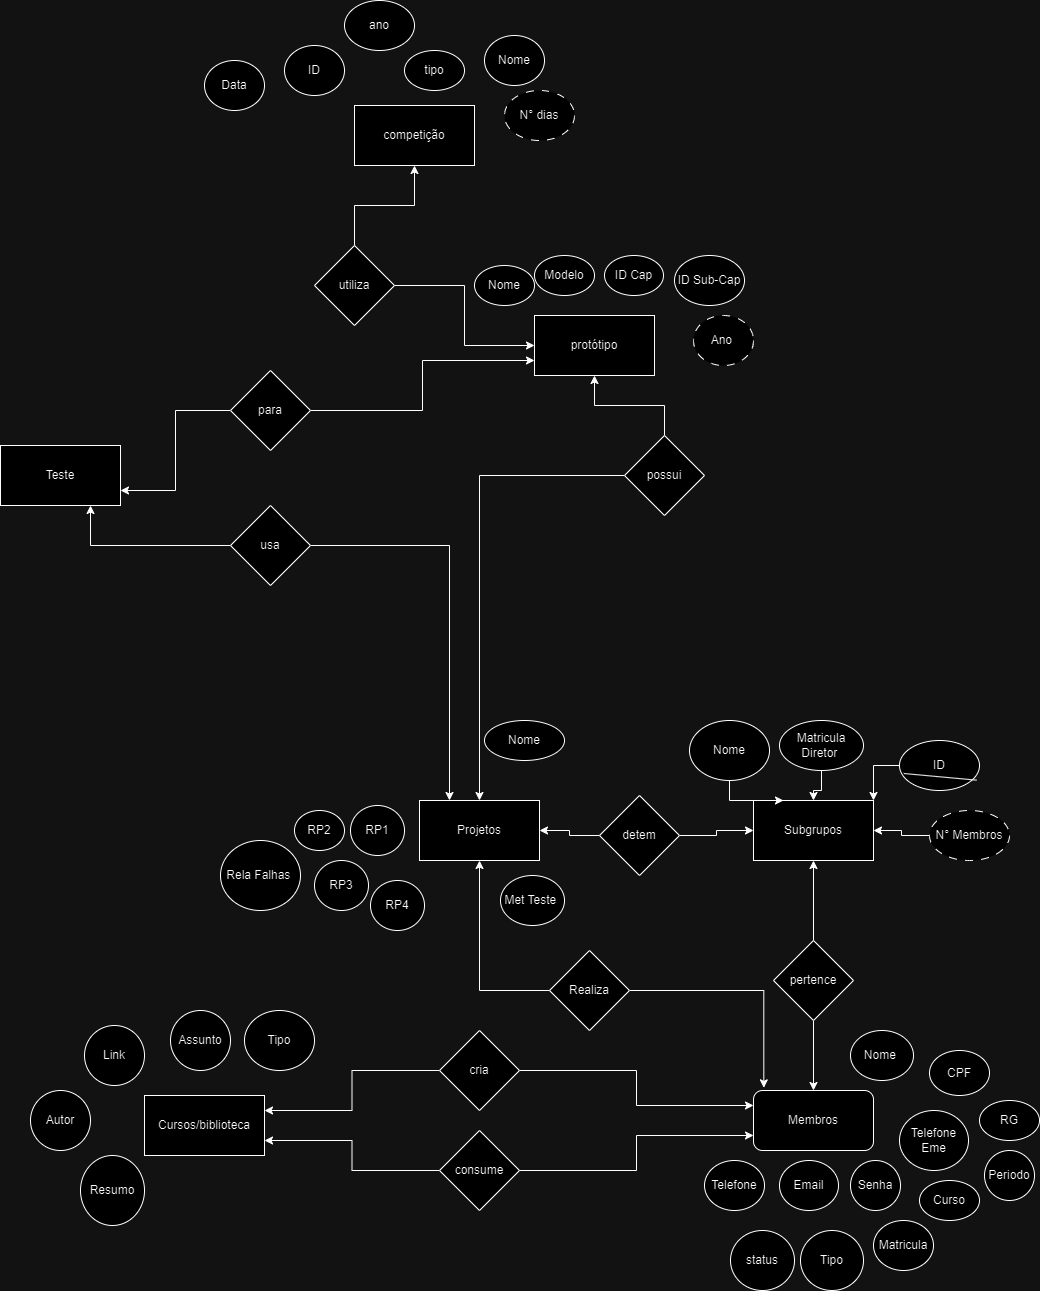 ano
Nome
ID
tipo
Data
N° dias
competição
utiliza
Nome
Modelo
ID Cap
ID Sub-Cap
Ano
protótipo
para
Teste
possui
usa
Nome
Nome
Matricula
Diretor
ID
RP2
RP1
Projetos
detem
Subgrupos
N° Membros
Rela Falhas
RP3
RP4
Met Teste
Realiza
pertence
Link
Assunto
Tipo
cria
Nome
CPF
Autor
Cursos/biblioteca
Membros
Telefone
Eme
RG
consume
Resumo
Telefone
Email
Senha
Curso
Periodo
Matricula
status
Tipo